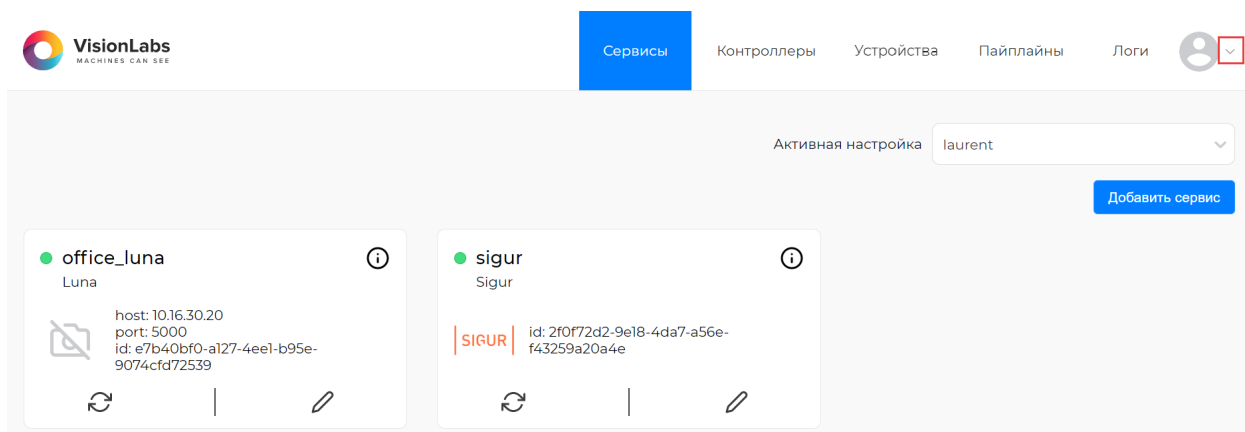 VisionLabs
MACHINES CAN SEE
Сервисы
Контроллеры
Устройства
Пайплайны
Логи
Активная настройка
laurent
Добавить сервис
office_luna
Luna
host: 10.16.30.20
port: 5000
id: e7b40bf0-a127-4ee1-b95e-
9074cfd72539
sigur
Sigur
SIGUR
id: 2f0f72d2-9e18-4da7-a56e-
f43259a20a4e